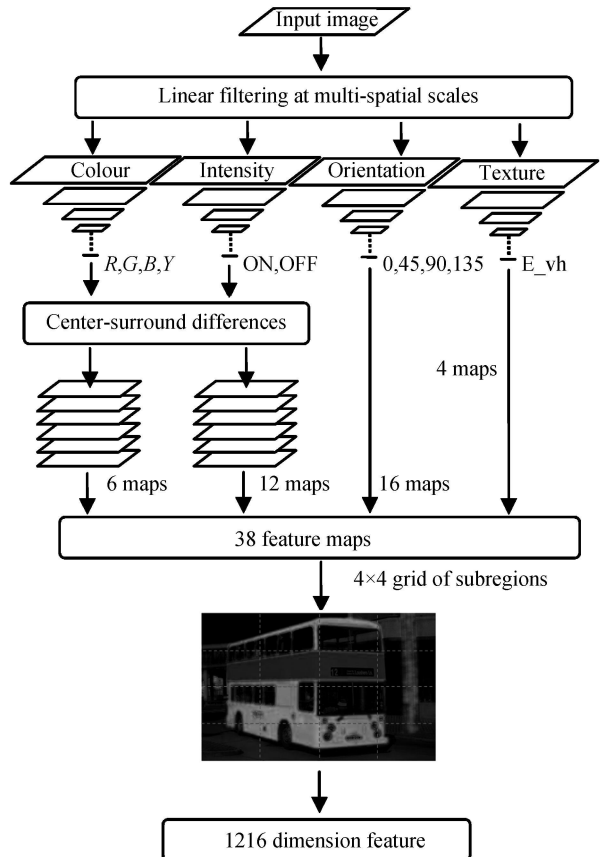 Input image
Linear filtering at multi-spatial scales
Colour Intensity Orientation Texture
R,G,B,Y ON,OFF 0,45,90,135 E_vh
Center-surround differences
4 maps
6 maps 12 maps 16 maps
38 feature maps
4×4 grid of subregions
1216 dimension feature